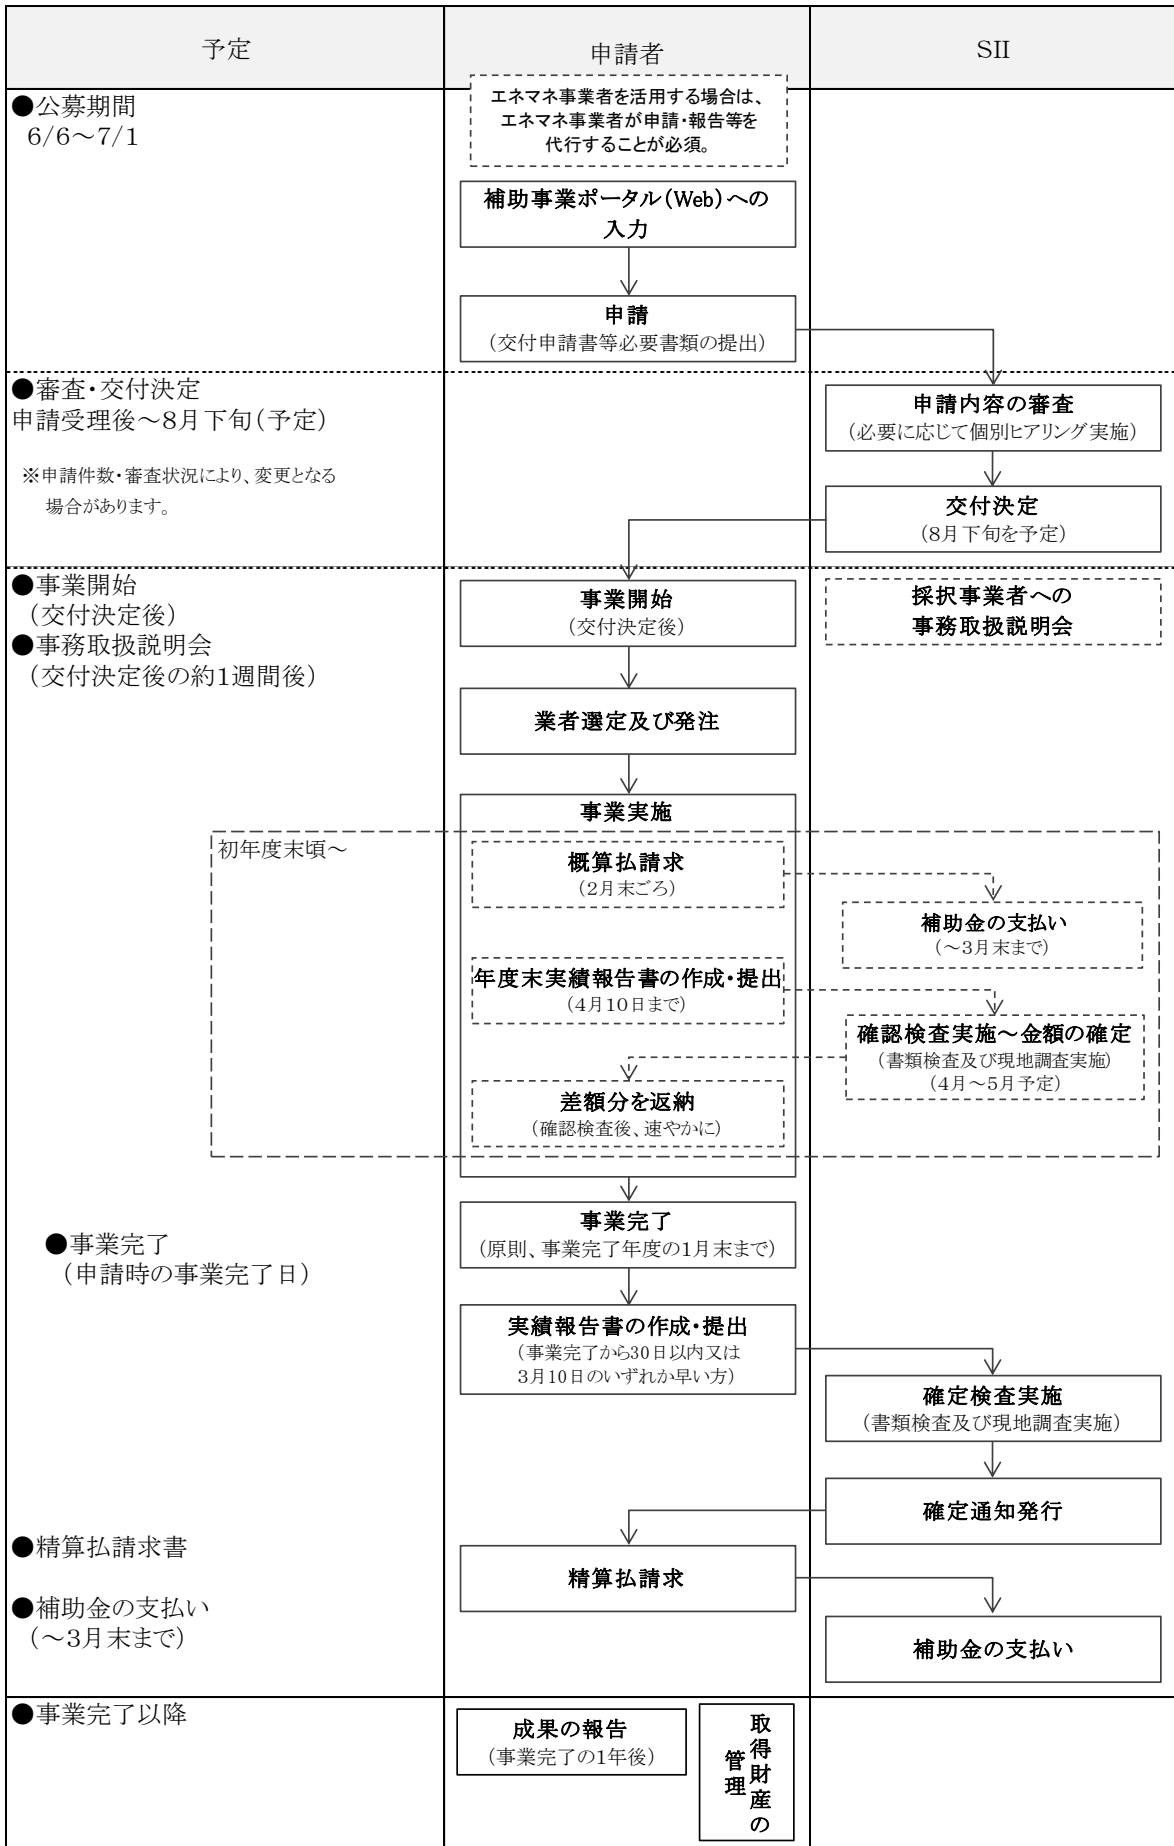 予定
申請者
SII
●公募期間
6/6～7/1
エネマネ事業者を活用する場合は、
エネマネ事業者が申請・報告等を
代行することが必須。
補助事業ポータル（Web）への
入力
申請
（交付申請書等必要書類の提出）
●審査・交付決定
申請受理後～8月下旬（予定）
※申請件数・審査状況により、変更となる
場合があります。
申請内容の審査
（必要に応じて個別ヒアリング実施）
交付決定
（8月下旬を予定）
●事業開始
（交付決定後）
●事務取扱説明会
（交付決定後の約1週間後）
事業開始
（交付決定後）
採択事業者への
事務取扱説明会
業者選定及び発注
事業実施
初年度末頃～
概算払請求
（2月末ごろ）
補助金の支払い
（～3月末まで）
年度末実績報告書の作成・提出
（4月10日まで）
確認検査実施～金額の確定
（書類検査及び現地調査実施）
（4月～5月予定）
差額分を返納
（確認検査後、速やかに）
●事業完了
（申請時の事業完了日）
事業完了
（原則、事業完了年度の1月末まで）
実績報告書の作成・提出
（事業完了から30日以内又は
3月10日のいずれか早い方）
確定検査実施
（書類検査及び現地調査実施）
確定通知発行
●精算払請求書
精算払請求
●補助金の支払い
（～3月末まで）
補助金の支払い
●事業完了以降
成果の報告
（事業完了の1年後）
取得財産の
管理